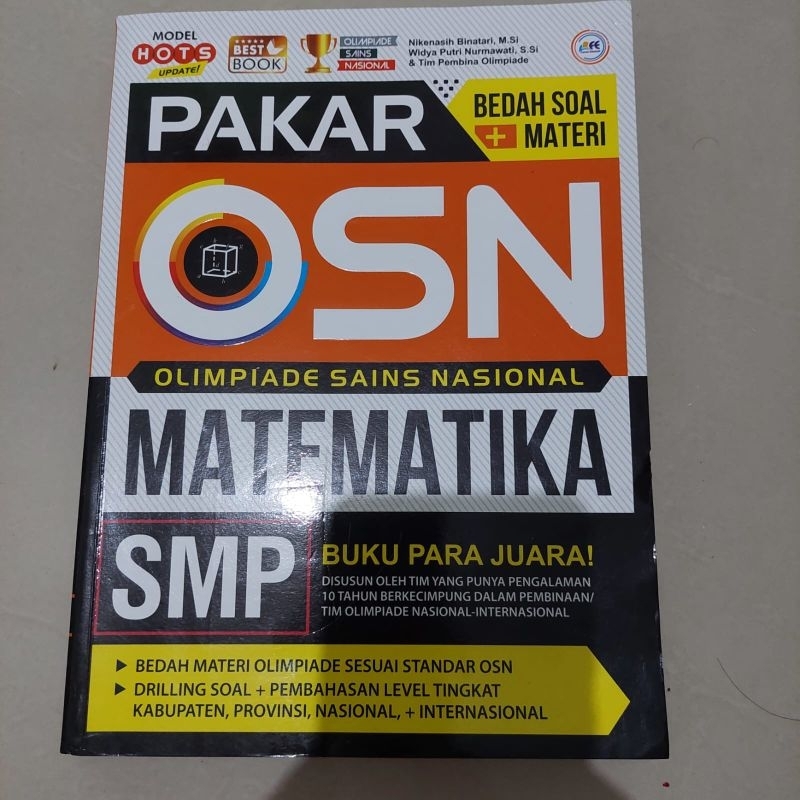 MODEL
HOTS
UPDATE!
BEST
BOOK
OLIMPIADE
SAINS
NASIONAL
Nikenasih Binatari, M.Si
Widya Putri Nurmawati, S.Si
& Tim Pembina Olimpiade
PAKAR
BEDAH SOAL
+ MATERI
OSN
OLIMPIADE SAINS NASIONAL
MATEMATIKA
SMP
BUKU PARA JUARA!
DISUSUN OLEH TIM YANG PUNYA PENGALAMAN
10 TAHUN BERKECIMPUNG DALAM PEMBINAAN/
TIM OLIMPIADE NASIONAL-INTERNASIONAL
BEDAH MATERI OLIMPIADE SESUAI STANDAR OSN
DRILLING SOAL + PEMBAHASAN LEVEL TINGKAT
KABUPATEN, PROVINSI, NASIONAL, + INTERNASIONAL